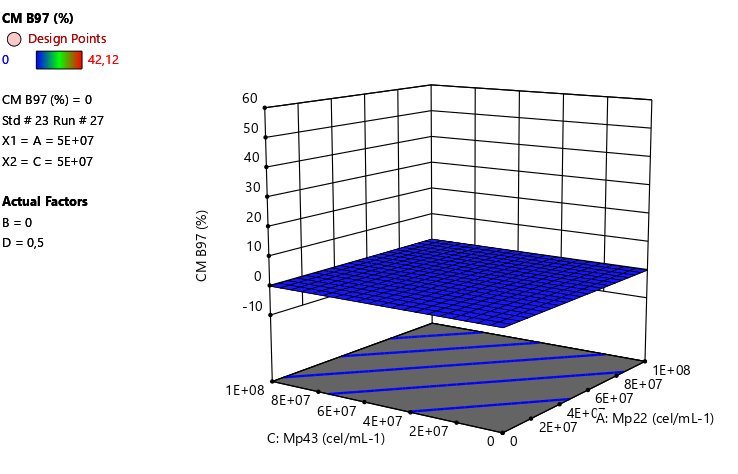 CM B97 (%)
Design Points
0 42,12
CM B97 (%) = 0
Std # 23 Run # 27
X1 = A = 5E+07
X2 = C = 5E+07
Actual Factors
B = 0
D = 0,5
60
50
40
30
20
10
0
-10
CM B97 (%)
1E+08
8E+07
6E+07
4E+07
2E+07
0
C: Mp43 (cel/mL-1)
0
2E+07
4E+07
6E+07
8E+07
1E+08
A: Mp22 (cel/mL-1)